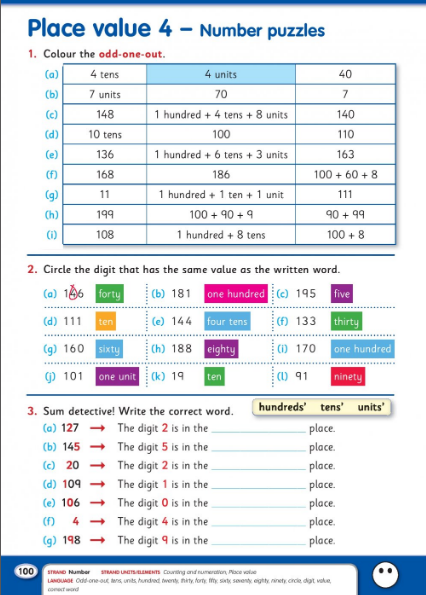 Place value 4 – Number puzzles
1. Colour the odd-one-out.
(a) 4 tens 4 units 40
(b) 7 units 70 7
(c) 148 1 hundred + 4 tens + 8 units 140
(d) 10 tens 100 110
(e) 136 1 hundred + 6 tens + 3 units 163
(f) 168 186 100 + 60 + 8
(g) 11 1 hundred + 1 ten + 1 unit 111
(h) 199 100 + 90 + 9 90 + 99
(i) 108 1 hundred + 8 tens 100 + 8
2. Circle the digit that has the same value as the written word.
(a) 146 forty (b) 181 one hundred (c) 195 five
(d) 111 ten (e) 144 four tens (f) 133 thirty
(g) 160 sixty (h) 188 eighty (i) 170 one hundred
(j) 101 one unit (k) 19 ten (l) 91 ninety
3. Sum detective! Write the correct word. hundreds' tens' units'
(a) 127 → The digit 2 is in the place.
(b) 145 → The digit 5 is in the place.
(c) 20 → The digit 2 is in the place.
(d) 109 → The digit 1 is in the place.
(e) 106 → The digit 0 is in the place.
(f) 4 → The digit 4 is in the place.
(g) 198 → The digit 9 is in the place.
100 STRAND Number STRAND UNITS/ELEMENTS Counting and numeration, Place value
LANGUAGE Odd-one-out, tens, units, hundred, twenty, thirty, forty, fifty, sixty, seventy, eighty, ninety, circle, digit, value,
correct word